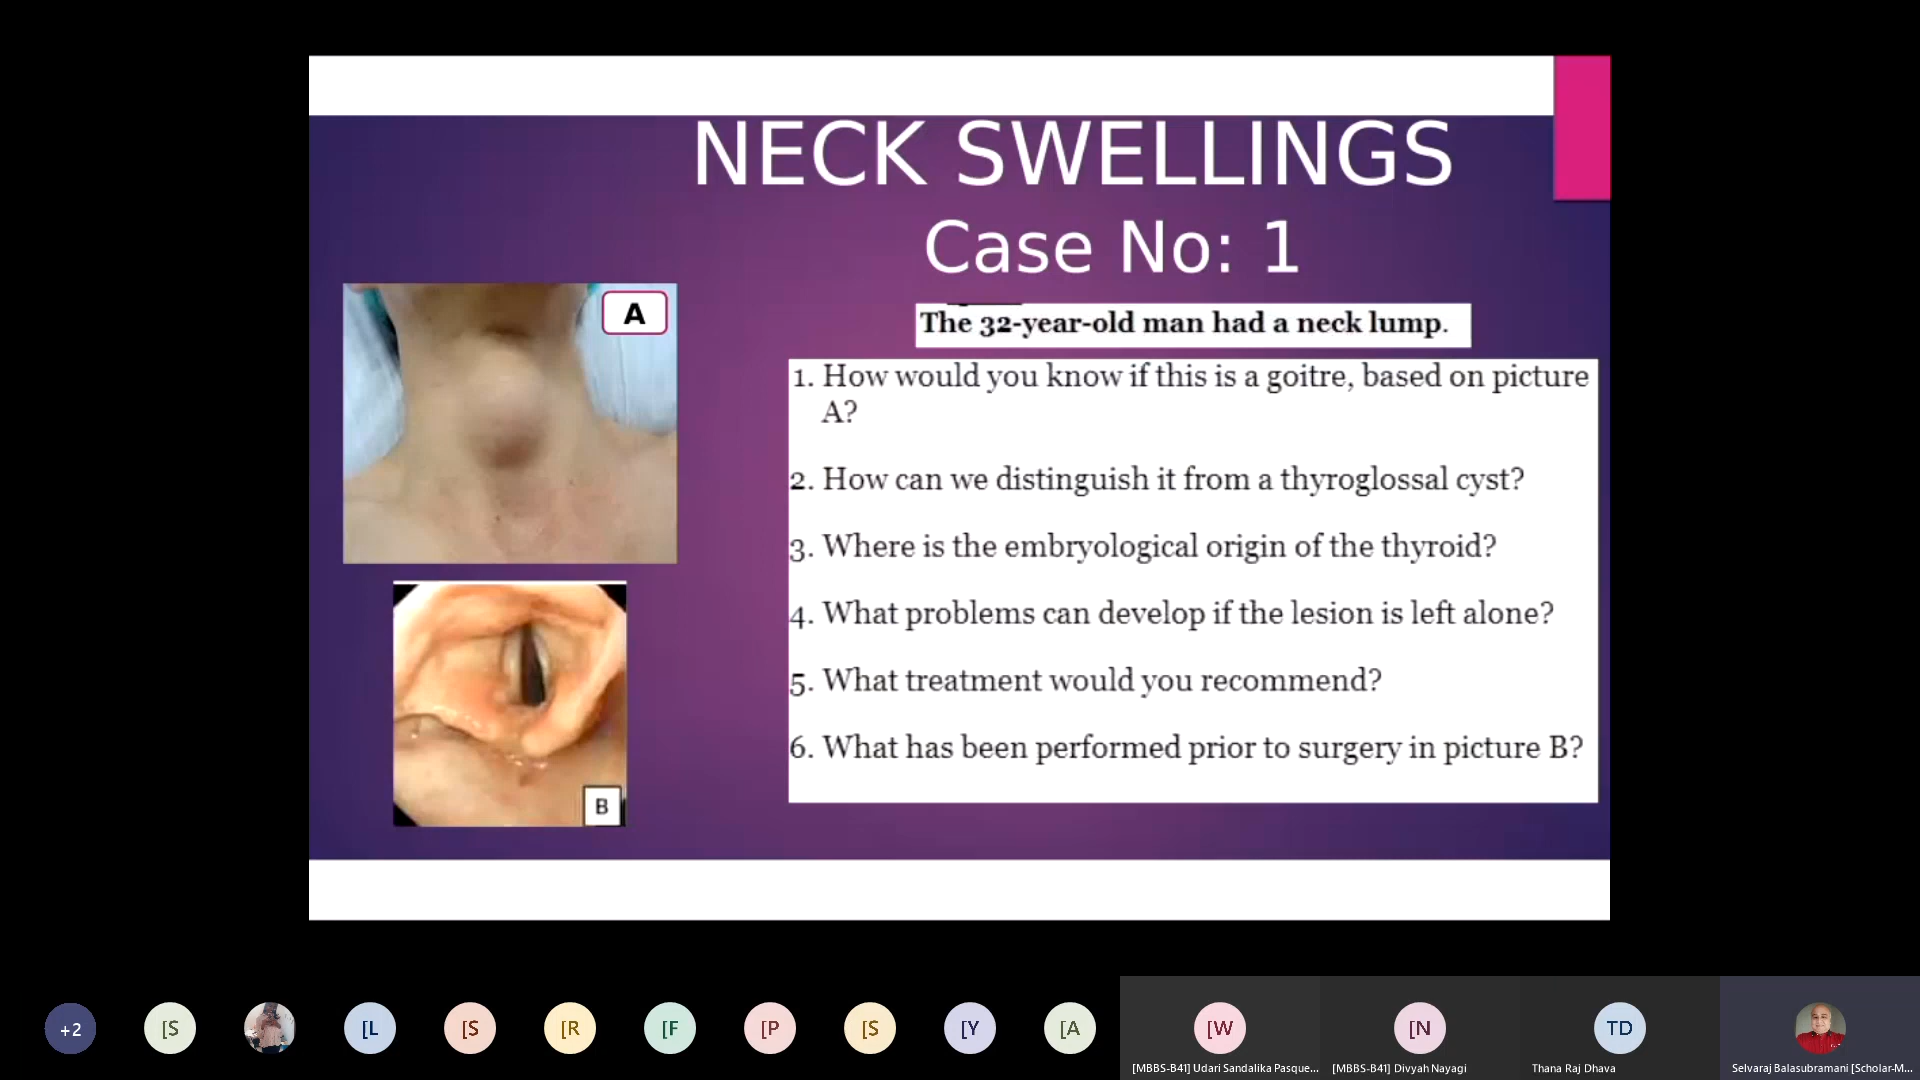 NECK SWELLINGS
Case No: 1
A
The 32-year-old man had a neck lump.
1. How would you know if this is a goitre, based on picture
A?
2. How can we distinguish it from a thyroglossal cyst?
3. Where is the embryological origin of the thyroid?
4. What problems can develop if the lesion is left alone?
5. What treatment would you recommend?
6. What has been performed prior to surgery in picture B?
B
+2
[S
[L
[S
[R
[F
[P
[S
[Y
[A
[W
[N
TD
[MBBS-B41] Udari Sandalika Pasque...
[MBBS-B41] Divyah Nayagi
Thana Raj Dhava
Selvaraj Balasubramani [Scholar-M...